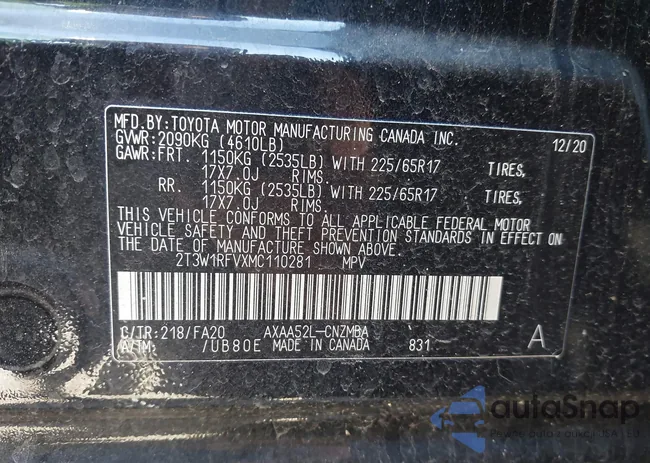 MFD.BY:TOYOTA MOTOR MANUFACTURING CANADA INC. 12/20
GVWR:2090KG (4610LB)
GAWR:FRT. 1150KG (2535LB) WITH 225/65R17 TIRES,
17X7.0J RIMS.
RR. 1150KG (2535LB) WITH 225/65R17 TIRES,
17X7.0J RIMS.
THIS VEHICLE CONFORMS TO ALL APPLICABLE FEDERAL MOTOR
VEHICLE SAFETY AND THEFT PREVENTION STANDARDS IN EFFECT ON
THE DATE OF MANUFACTURE SHOWN ABOVE.
2T3W1RFVXMC110281 MPV
C/TR:218/FA20 AXAA52L-CNZMBA A
A/TM: /UB80E MADE IN CANADA 831
autoSnap